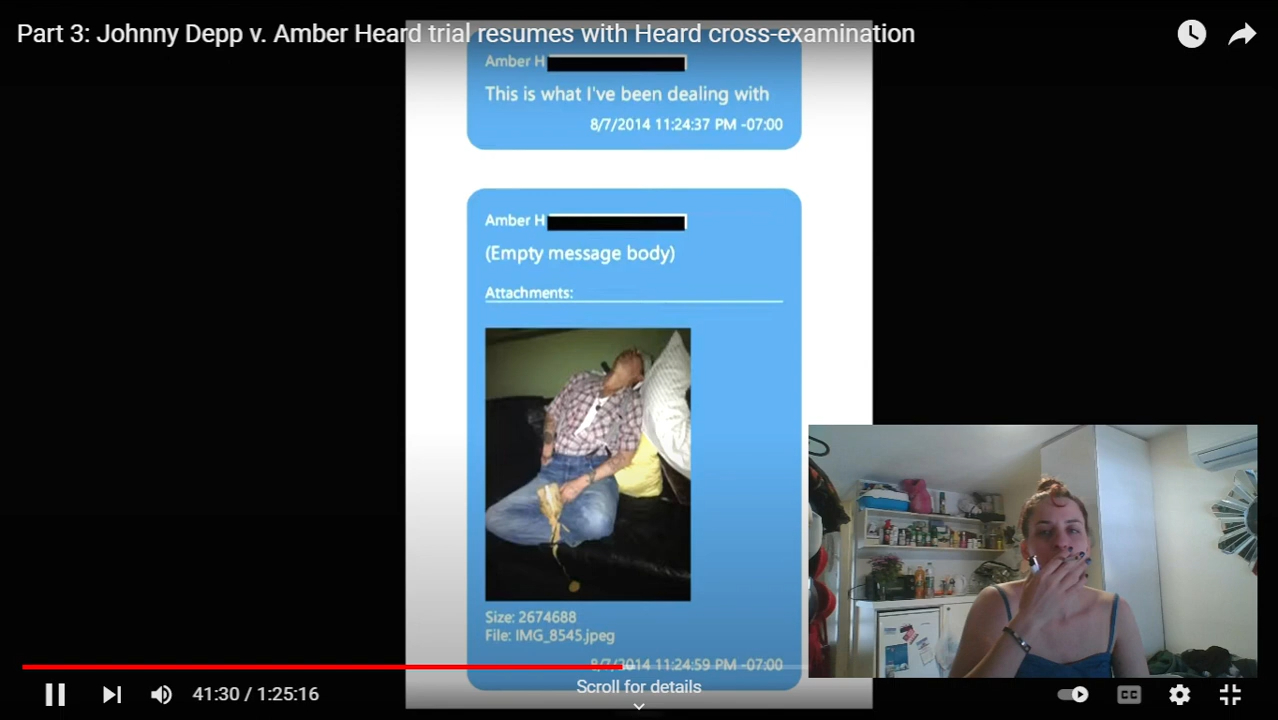 Part 3: Johnny Depp v. Amber Heard trial resumes with Heard cross-examination
Amber H
This is what I've been dealing with
8/7/2014 11:24:37 PM -07:00
Amber H
(Empty message body)
Attachments:
Size: 2674688
File: IMG_8545.jpeg
8/7/2014 11:24:59 PM -07:00
Scroll for details
41:30 / 1:25:16
CC